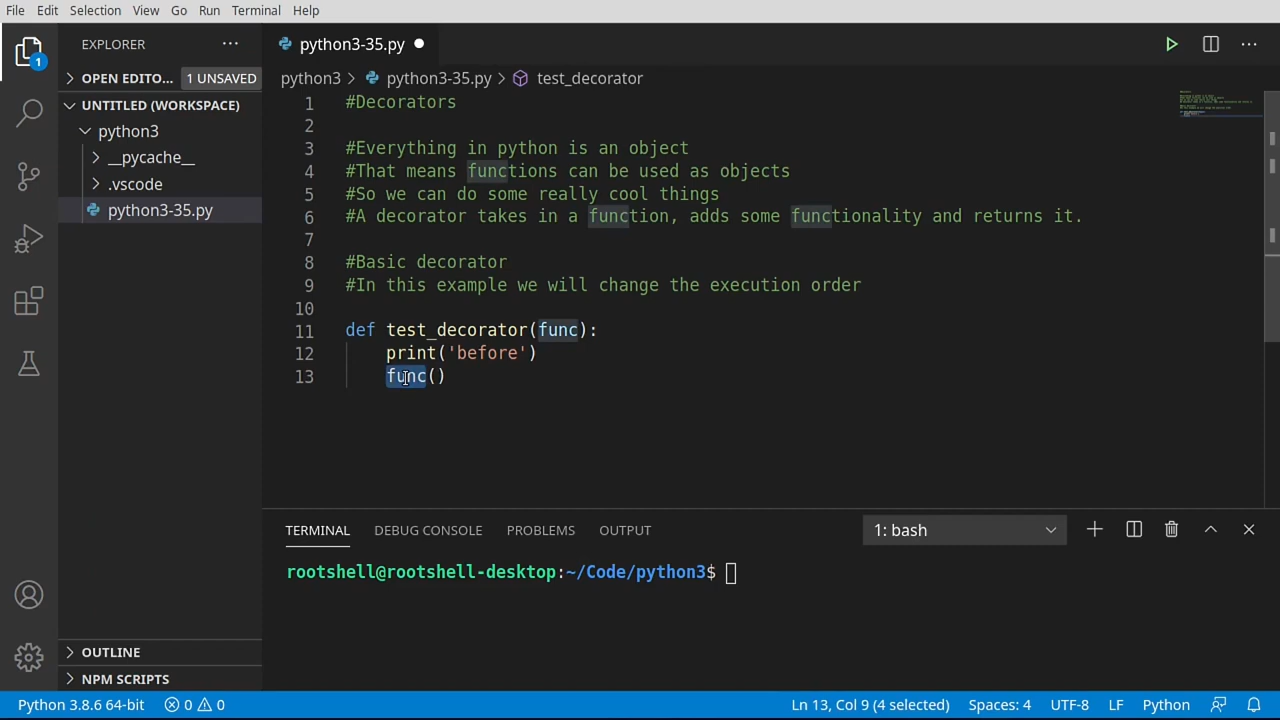 File Edit Selection View Go Run Terminal Help
EXPLORER
python3-35.py
1
OPEN EDITO... 1 UNSAVED
python3 > python3-35.py > test_decorator
UNTITLED (WORKSPACE)
python3
__pycache__
.vscode
python3-35.py
1 #Decorators
2
3 #Everything in python is an object
4 #That means functions can be used as objects
5 #So we can do some really cool things
6 #A decorator takes in a function, adds some functionality and returns it.
7
8 #Basic decorator
9 #In this example we will change the execution order
10
11 def test_decorator(func):
12 print('before')
13 func()
TERMINAL DEBUG CONSOLE PROBLEMS OUTPUT 1: bash
rootshell@rootshell-desktop:~/Code/python3$
OUTLINE
NPM SCRIPTS
Python 3.8.6 64-bit 0 0 Ln 13, Col 9 (4 selected) Spaces: 4 UTF-8 LF Python